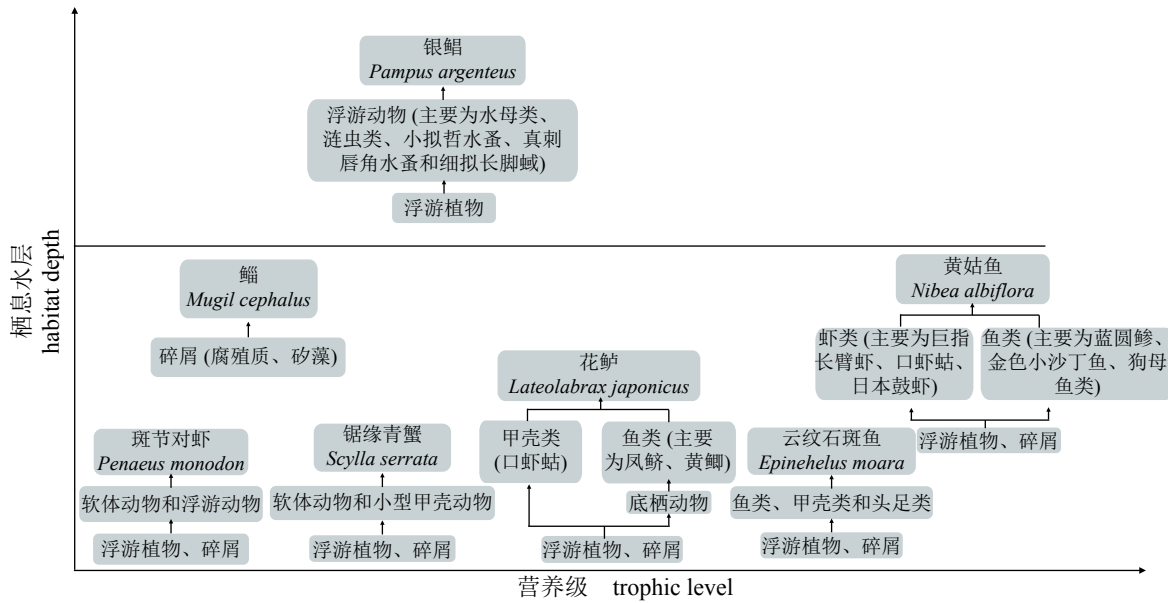 银鲳
Pampus argenteus
浮游动物 (主要为水母类、
涟虫类、小拟哲水蚤、真刺
唇角水蚤和细拟长脚蜮)
浮游植物
栖息水层
habitat depth
鲻
Mugil cephalus
碎屑 (腐殖质、矽藻)
黄姑鱼
Nibea albiflora
虾类 (主要为巨指
长臂虾、口虾蛄、
日本鼓虾)
鱼类 (主要为蓝圆鲹、
金色小沙丁鱼、狗母
鱼类)
浮游植物、碎屑
花鲈
Lateolabrax japonicus
甲壳类
(口虾蛄)
鱼类 (主要
为凤鲚、黄鲫)
底栖动物
浮游植物、碎屑
斑节对虾
Penaeus monodon
软体动物和浮游动物
浮游植物、碎屑
锯缘青蟹
Scylla serrata
软体动物和小型甲壳动物
浮游植物、碎屑
云纹石斑鱼
Epinehelus moara
鱼类、甲壳类和头足类
浮游植物、碎屑
营养级 trophic level